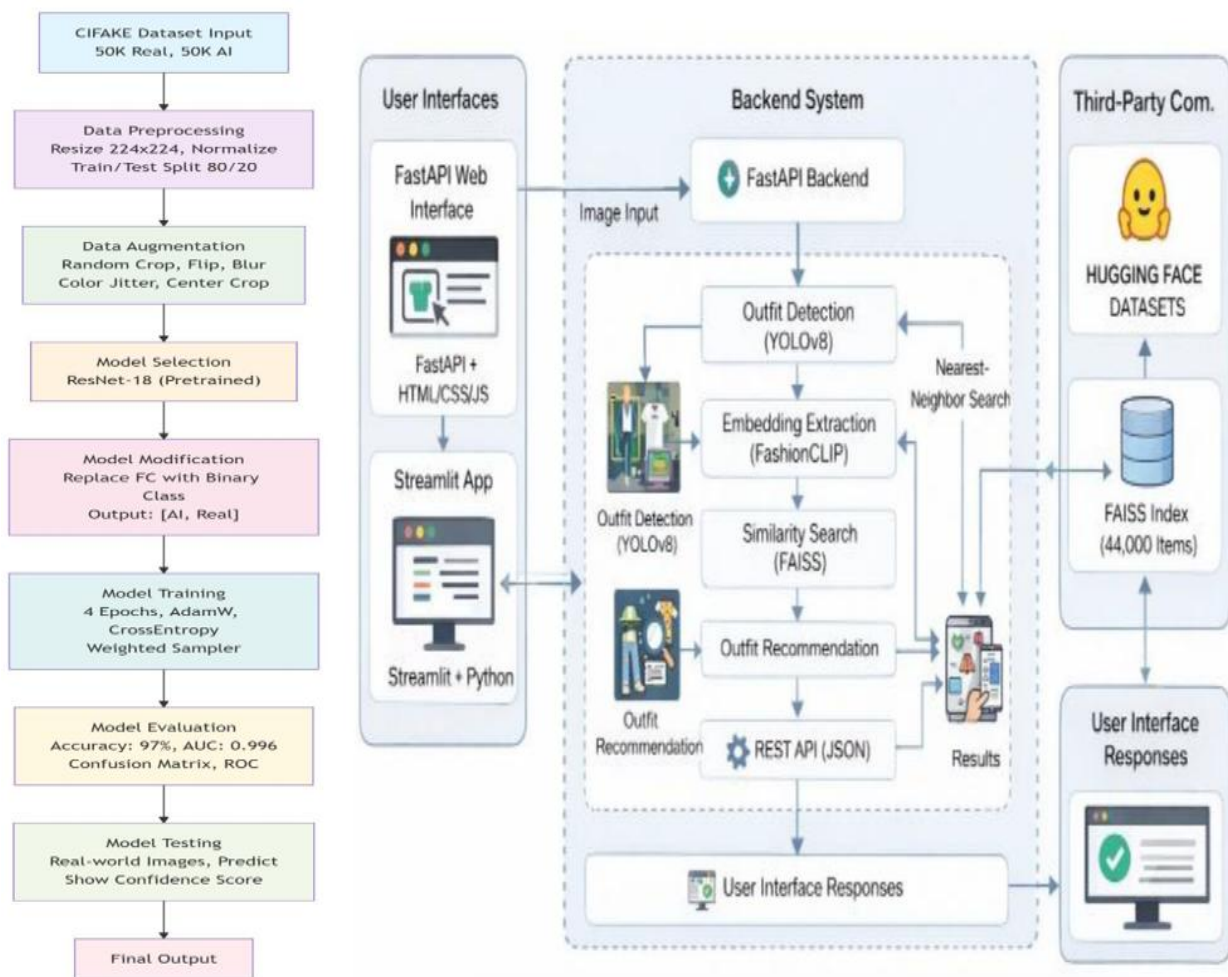 CIFAKE Dataset Input
50K Real, 50K AI
Data Preprocessing
Resize 224x224, Normalize
Train/Test Split 80/20
Data Augmentation
Random Crop, Flip, Blur
Color Jitter, Center Crop
Model Selection
ResNet-18 (Pretrained)
Model Modification
Replace FC with Binary
Class
Output: [AI, Real]
Model Training
4 Epochs, AdamW,
CrossEntropy
Weighted Sampler
Model Evaluation
Accuracy: 97%, AUC: 0.996
Confusion Matrix, ROC
Model Testing
Real-world Images, Predict
Show Confidence Score
Final Output
User Interfaces
FastAPI Web
Interface
FastAPI +
HTML/CSS/JS
Streamlit App
Streamlit + Python
Image Input
Backend System
FastAPI Backend
Outfit Detection
(YOLOv8)
Nearest-
Neighbor Search
Embedding Extraction
(FashionCLIP)
Outfit Detection
(YOLOv8)
Similarity Search
(FAISS)
Outfit Recommendation
Outfit
Recommendation
REST API (JSON)
Results
User Interface Responses
Third-Party Com.
HUGGING FACE
DATASETS
FAISS Index
(44,000 Items)
User Interface
Responses